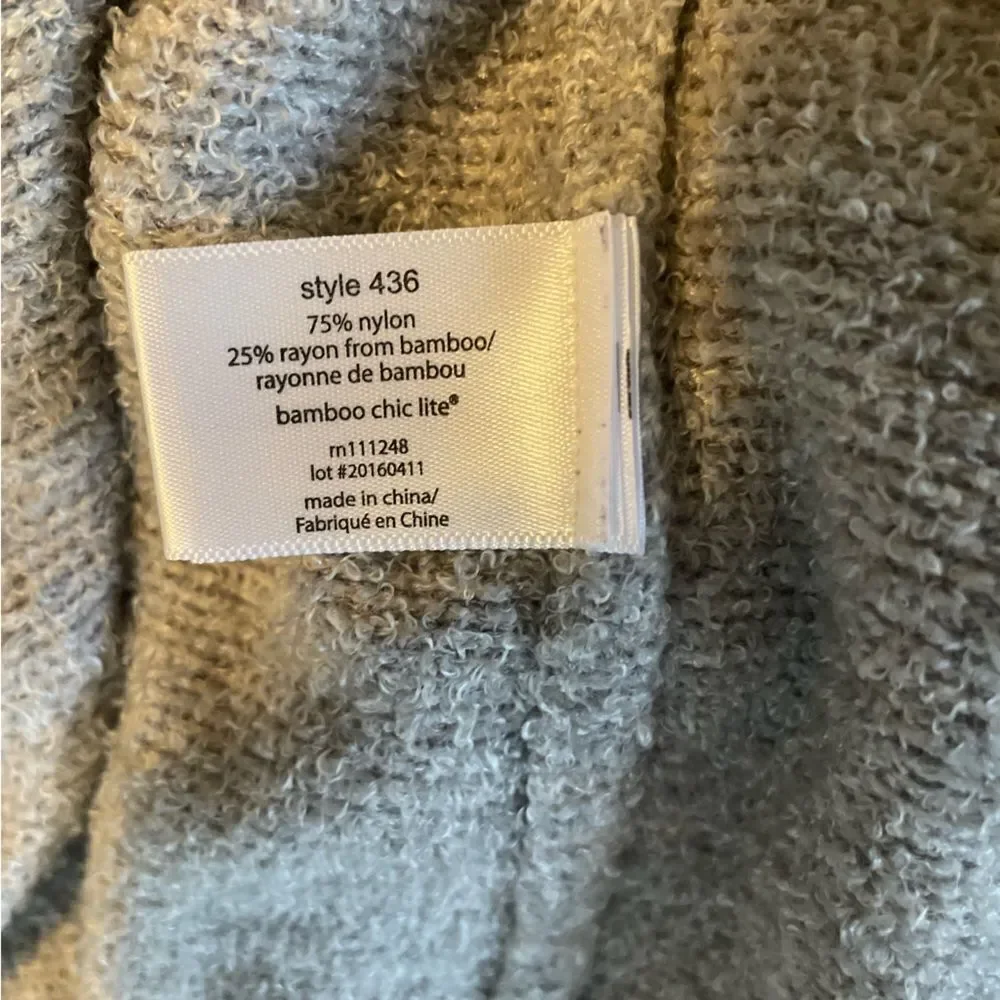 style 436
75% nylon
25% rayon from bamboo/
rayonne de bambou
bamboo chic lite®
rn111248
lot #20160411
made in china/
Fabriqué en Chine